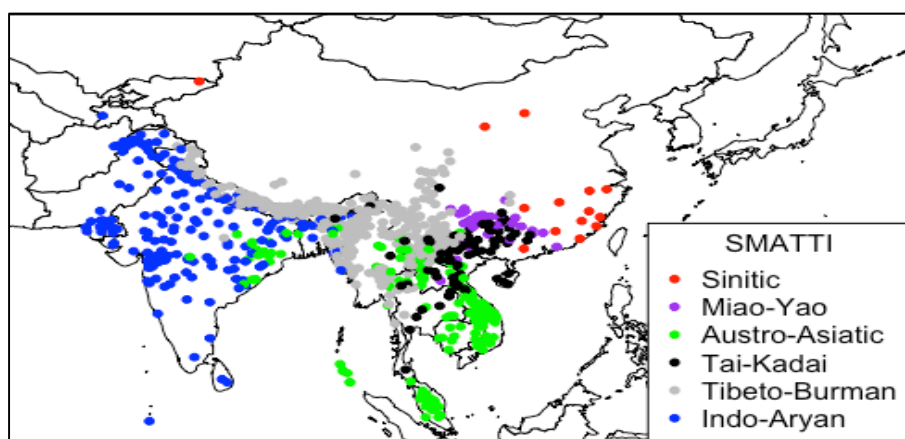 SMATTI
Sinitic
Miao-Yao
Austro-Asiatic
Tai-Kadai
Tibeto-Burman
Indo-Aryan